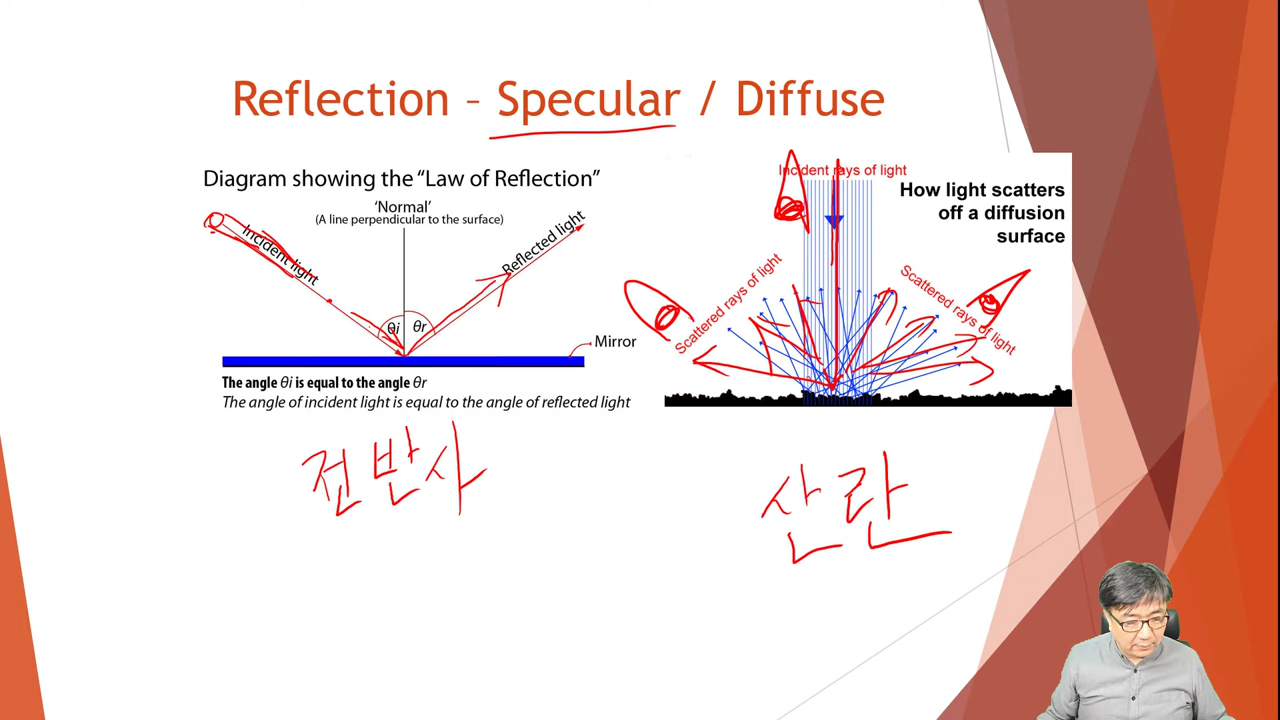 Reflection – Specular / Diffuse
Diagram showing the “Law of Reflection”
‘Normal’
(A line perpendicular to the surface)
Incident light
Reflected light
θi
θr
Mirror
The angle θi is equal to the angle θr
The angle of incident light is equal to the angle of reflected light
전반사
Incident rays of light
How light scatters
off a diffusion
surface
Scattered rays of light
Scattered rays of light
산란